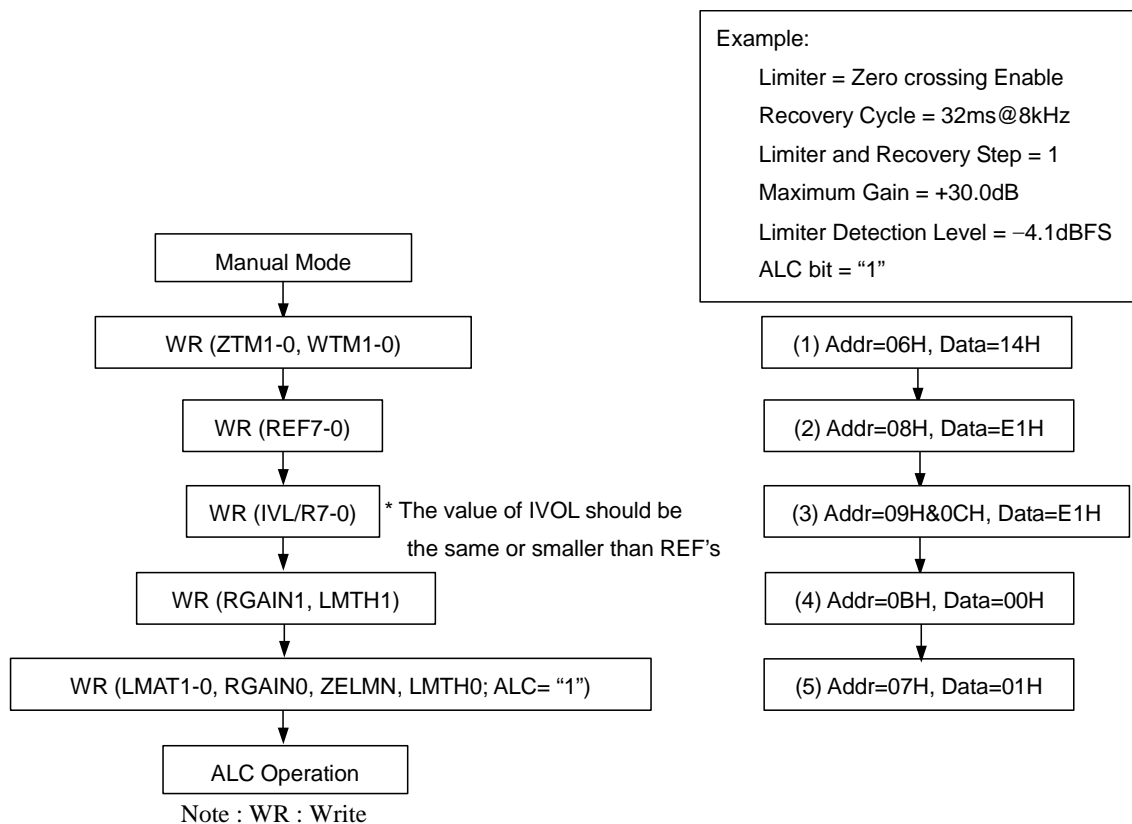 Example:
Limiter = Zero crossing Enable
Recovery Cycle = 32ms@8kHz
Limiter and Recovery Step = 1
Maximum Gain = +30.0dB
Limiter Detection Level = −4.1dBFS
ALC bit = “1”
Manual Mode
WR (ZTM1-0, WTM1-0)
WR (REF7-0)
WR (IVL/R7-0)
* The value of IVOL should be
the same or smaller than REF’s
WR (RGAIN1, LMTH1)
WR (LMAT1-0, RGAIN0, ZELMN, LMTH0; ALC= “1”)
ALC Operation
Note : WR : Write
(1) Addr=06H, Data=14H
(2) Addr=08H, Data=E1H
(3) Addr=09H&0CH, Data=E1H
(4) Addr=0BH, Data=00H
(5) Addr=07H, Data=01H